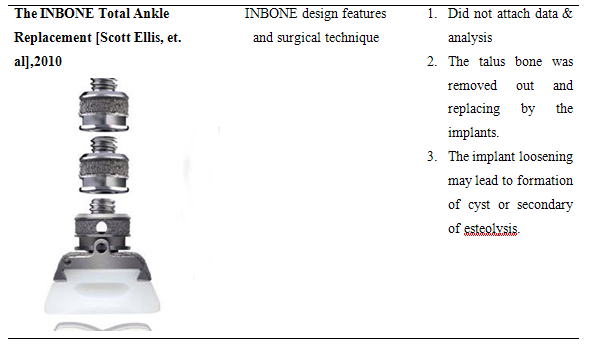 The INBONE Total Ankle
Replacement [Scott Ellis, et.
al],2010
INBONE design features
and surgical technique
1. Did not attach data &
analysis
2. The talus bone was
removed out and
replacing by the
implants.
3. The implant loosening
may lead to formation
of cyst or secondary
of esteolysis.